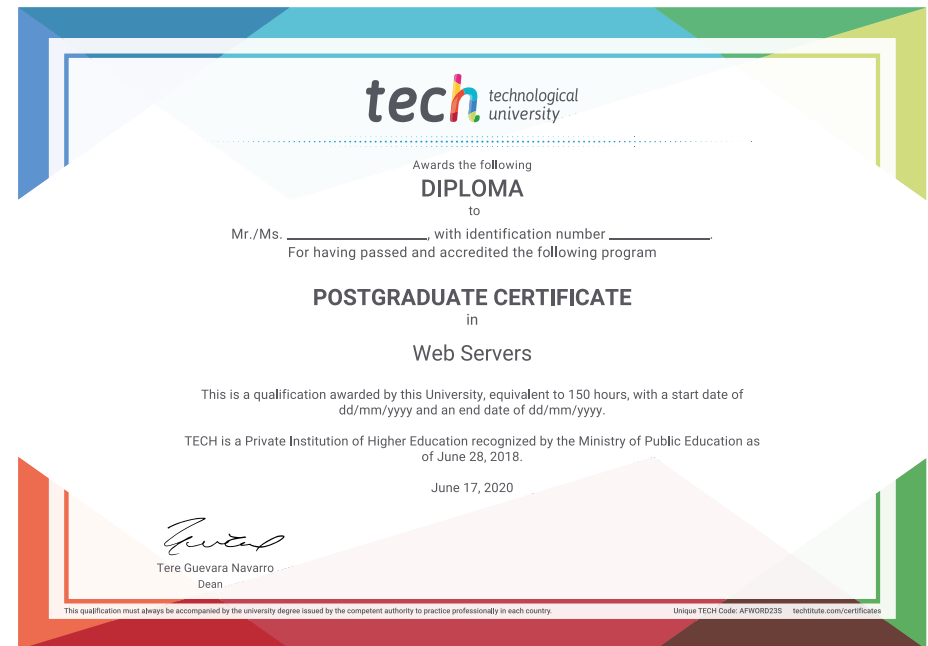 tech technological
university
Awards the following
DIPLOMA
to
Mr./Ms. ____________________, with identification number ______________.
For having passed and accredited the following program
POSTGRADUATE CERTIFICATE
in
Web Servers
This is a qualification awarded by this University, equivalent to 150 hours, with a start date of
dd/mm/yyyy and an end date of dd/mm/yyyy.
TECH is a Private Institution of Higher Education recognized by the Ministry of Public Education as
of June 28, 2018.
June 17, 2020
Tere Guevara Navarro
Dean
This qualification must always be accompanied by the university degree issued by the competent authority to practice professionally in each country.
Unique TECH Code: AFWORD23S techtitute.com/certificates